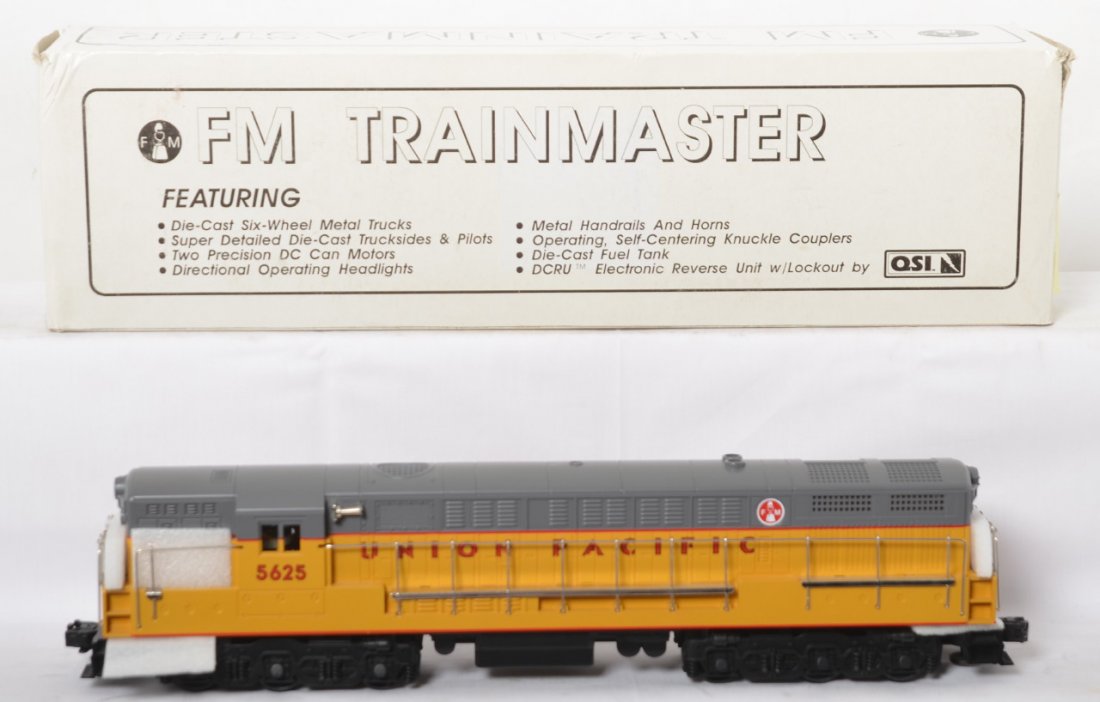 FM TRAINMASTER
F M
FM TRAINMASTER
FEATURING
• Die-Cast Six-Wheel Metal Trucks
• Super Detailed Die-Cast Trucksides & Pilots
• Two Precision DC Can Motors
• Directional Operating Headlights
• Metal Handrails And Horns
• Operating, Self-Centering Knuckle Couplers
• Die-Cast Fuel Tank
• DCRU™ Electronic Reverse Unit w/Lockout by
QSI™
F M
UNION PACIFIC
5625